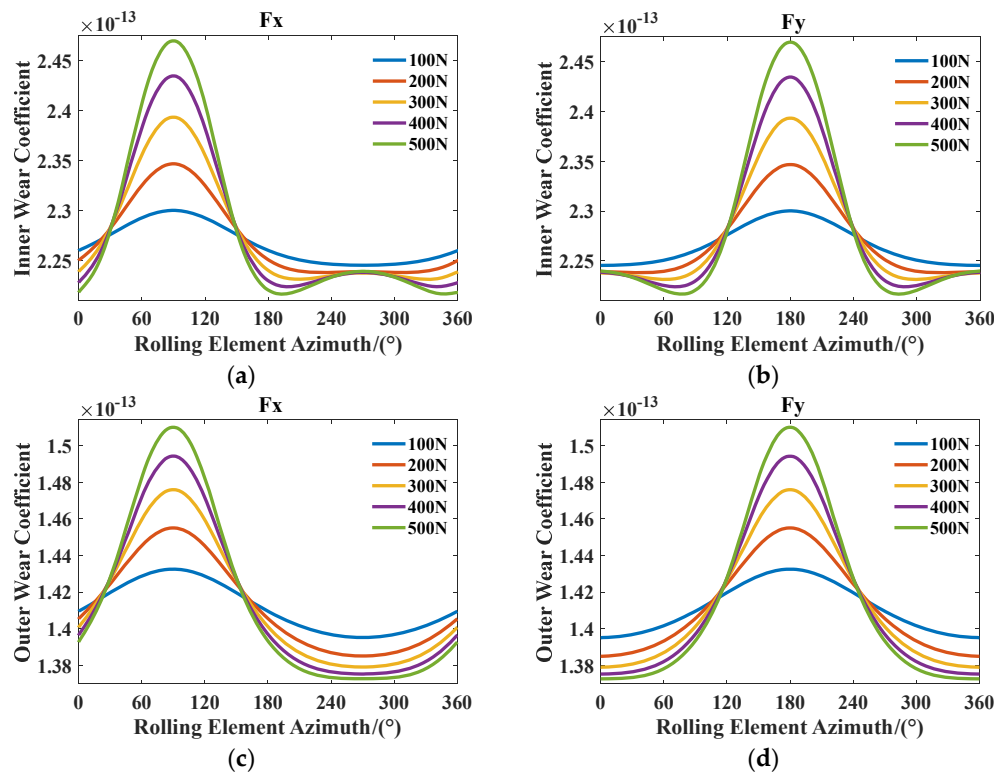 ×10⁻¹³
Fx
Inner Wear Coefficient
2.45
2.4
2.35
2.3
2.25
100N
200N
300N
400N
500N
0 60 120 180 240 300 360
Rolling Element Azimuth/(°)
(a)
×10⁻¹³
Fy
Inner Wear Coefficient
2.45
2.4
2.35
2.3
2.25
100N
200N
300N
400N
500N
0 60 120 180 240 300 360
Rolling Element Azimuth/(°)
(b)
×10⁻¹³
Fx
Outer Wear Coefficient
1.5
1.48
1.46
1.44
1.42
1.4
1.38
100N
200N
300N
400N
500N
0 60 120 180 240 300 360
Rolling Element Azimuth/(°)
(c)
×10⁻¹³
Fy
Outer Wear Coefficient
1.5
1.48
1.46
1.44
1.42
1.4
1.38
100N
200N
300N
400N
500N
0 60 120 180 240 300 360
Rolling Element Azimuth/(°)
(d)